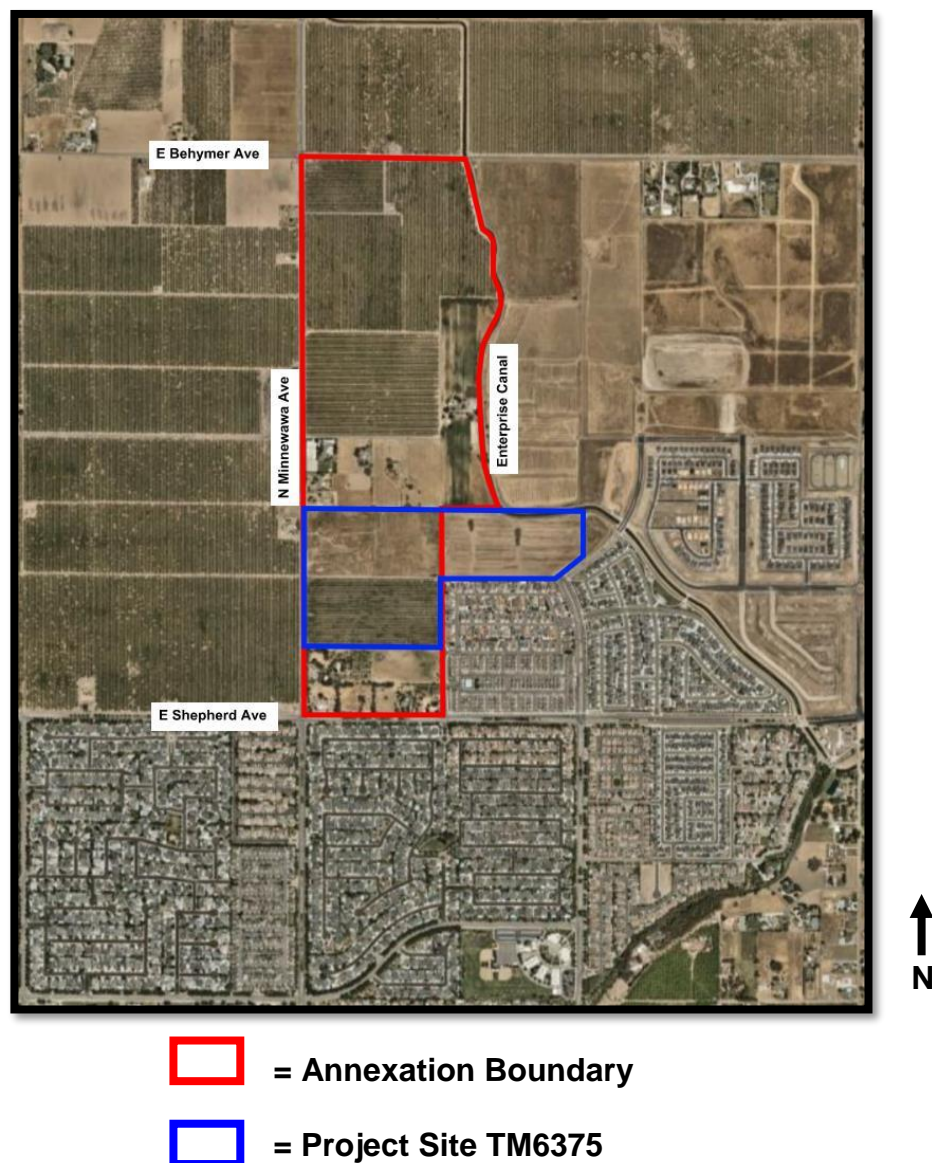 E Behymer Ave
N Minnewawa Ave
Enterprise Canal
E Shepherd Ave
N
= Annexation Boundary
= Project Site TM6375